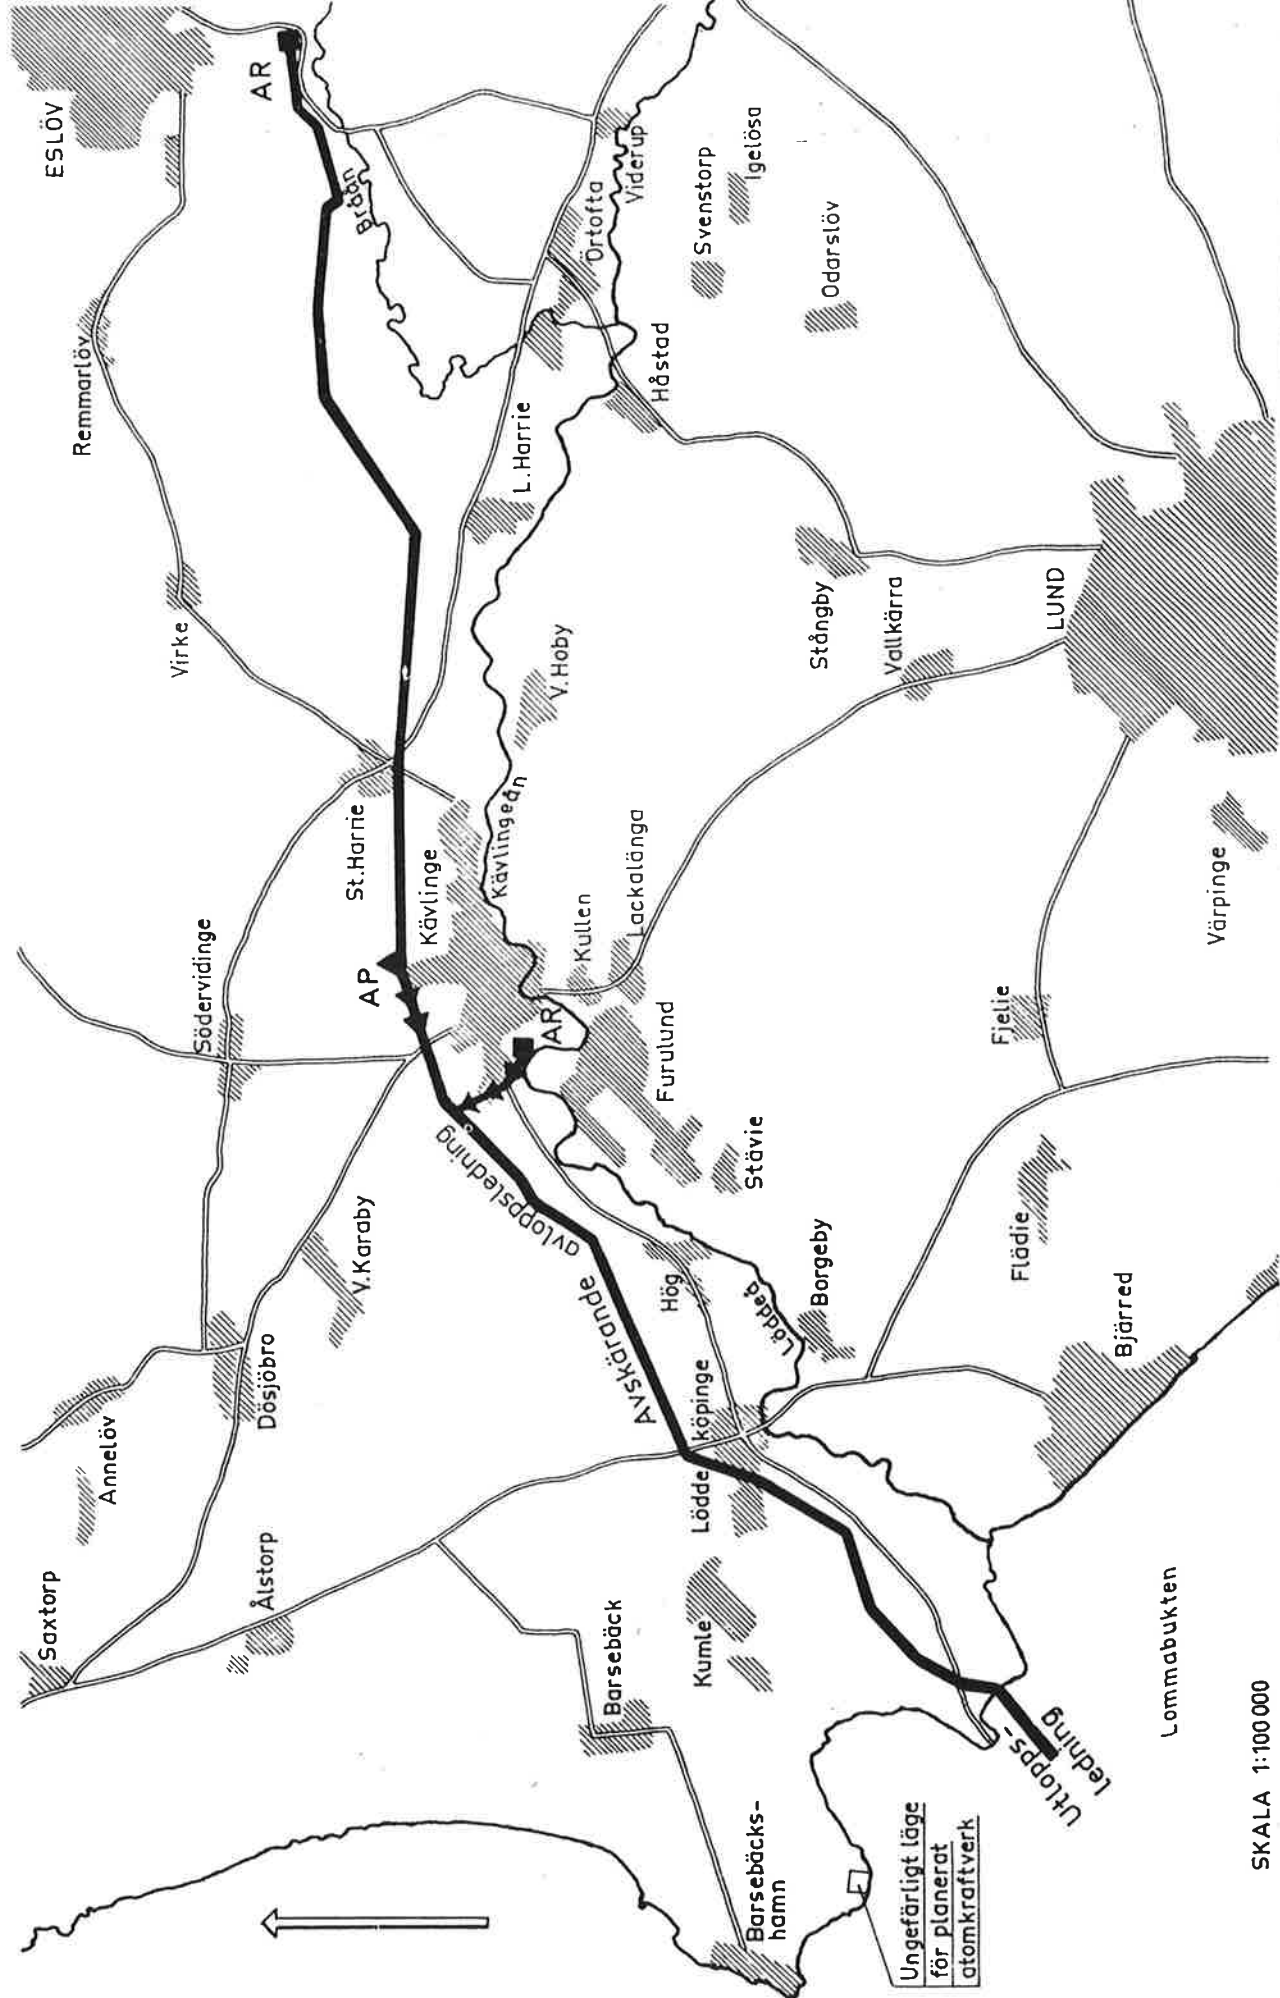 ESLÖV
AR
Remmarlöv
Bråån
Viderup
Örtofta
Svenstorp
Igelösa
Odarslöv
Håstad
L.Harrie
Virke
V.Hoby
Stångby
Vallkärra
LUND
St.Harrie
Kävlinge
Kävlingeån
Kullen
Lackalänga
Värpinge
Södervidinge
AP
AR
Furulund
Fjelie
Stävie
V.Karaby
Avskärande
avloppsledning
Hög
Löddeå
Borgeby
Flädie
Bjärred
Dösjöbro
Annelöv
Saxtorp
Ålstorp
Lödde
köpinge
Barsebäck
Kumle
Barsebäcks-
hamn
Utlopps-
ledning
Lommabukten
Ungefärligt läge
för planerat
atomkraftverk
SKALA 1:100000